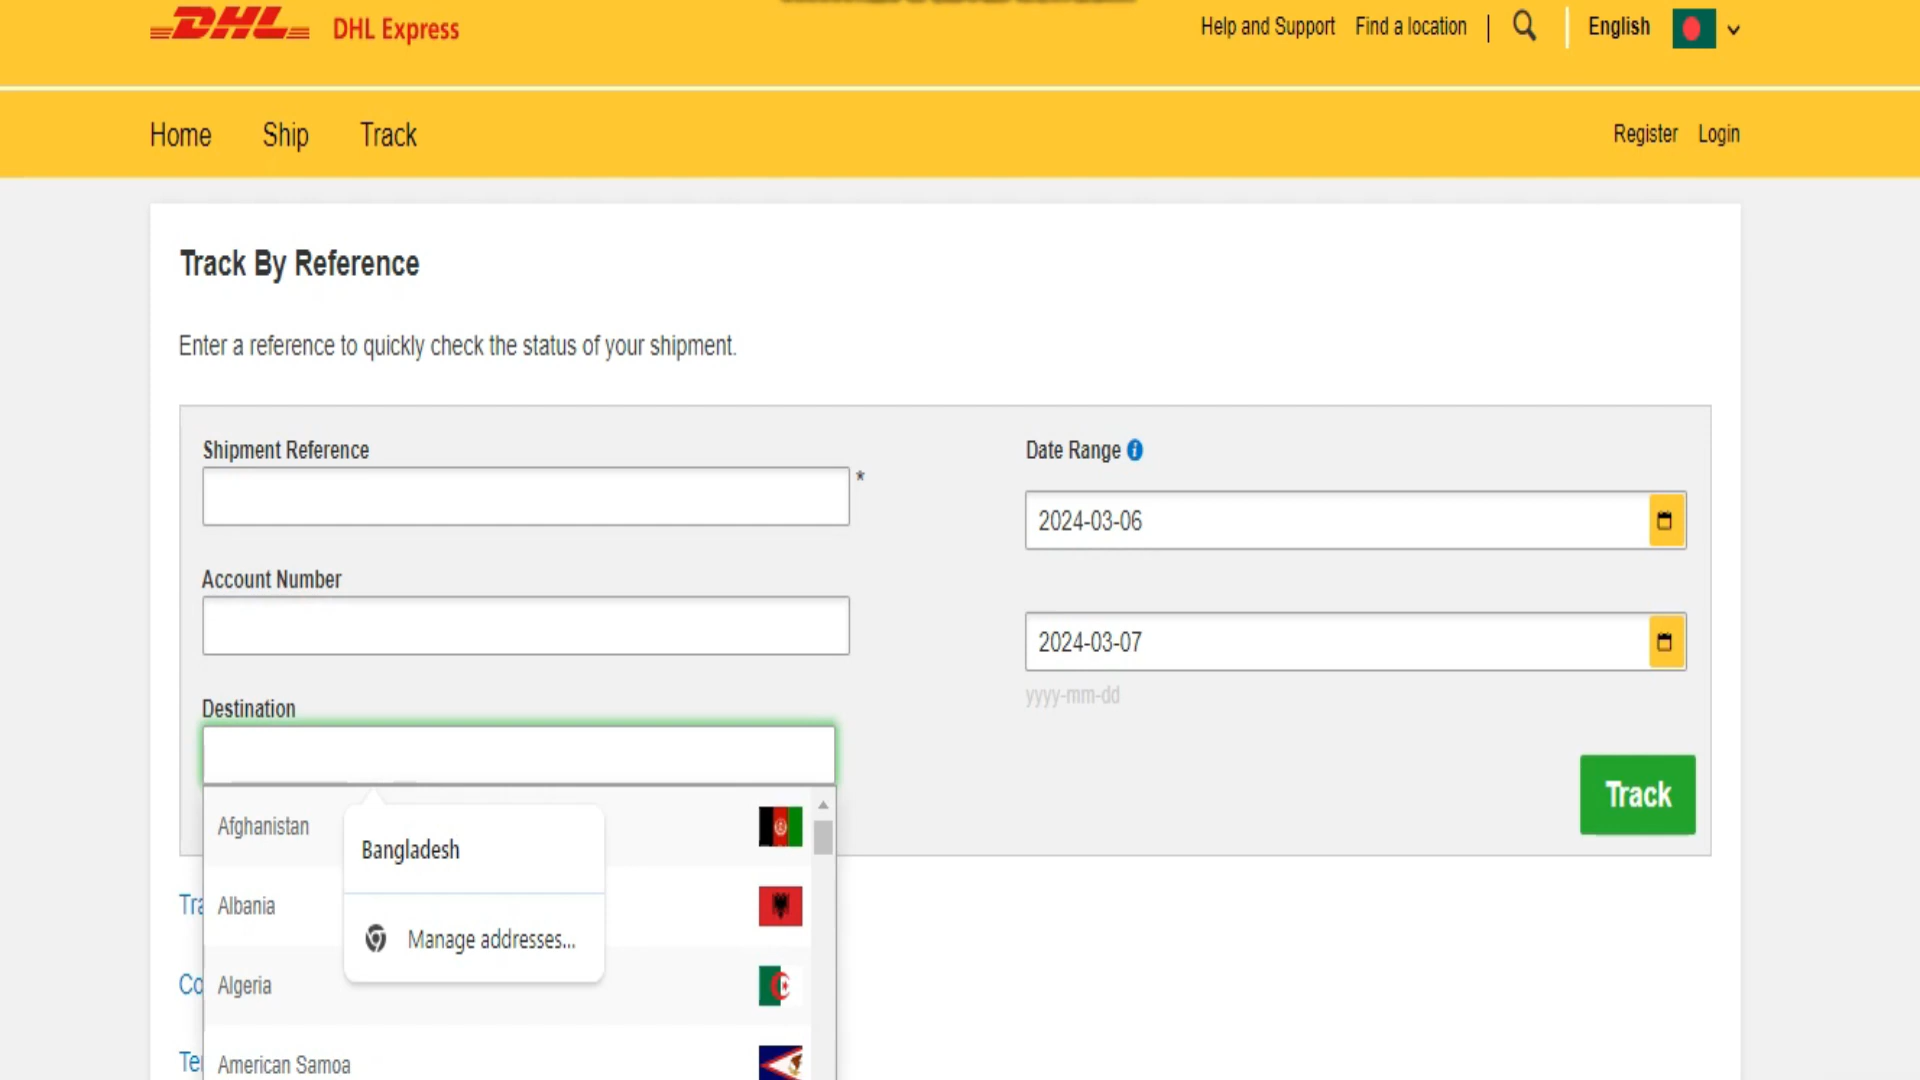 DHL DHL Express
Help and Support Find a location | English
Home Ship Track
Register Login
Track By Reference
Enter a reference to quickly check the status of your shipment.
Shipment Reference
*
Date Range i
2024-03-06
Account Number
2024-03-07
yyyy-mm-dd
Destination
Track
Afghanistan
Bangladesh
Albania
Manage addresses...
Algeria
American Samoa